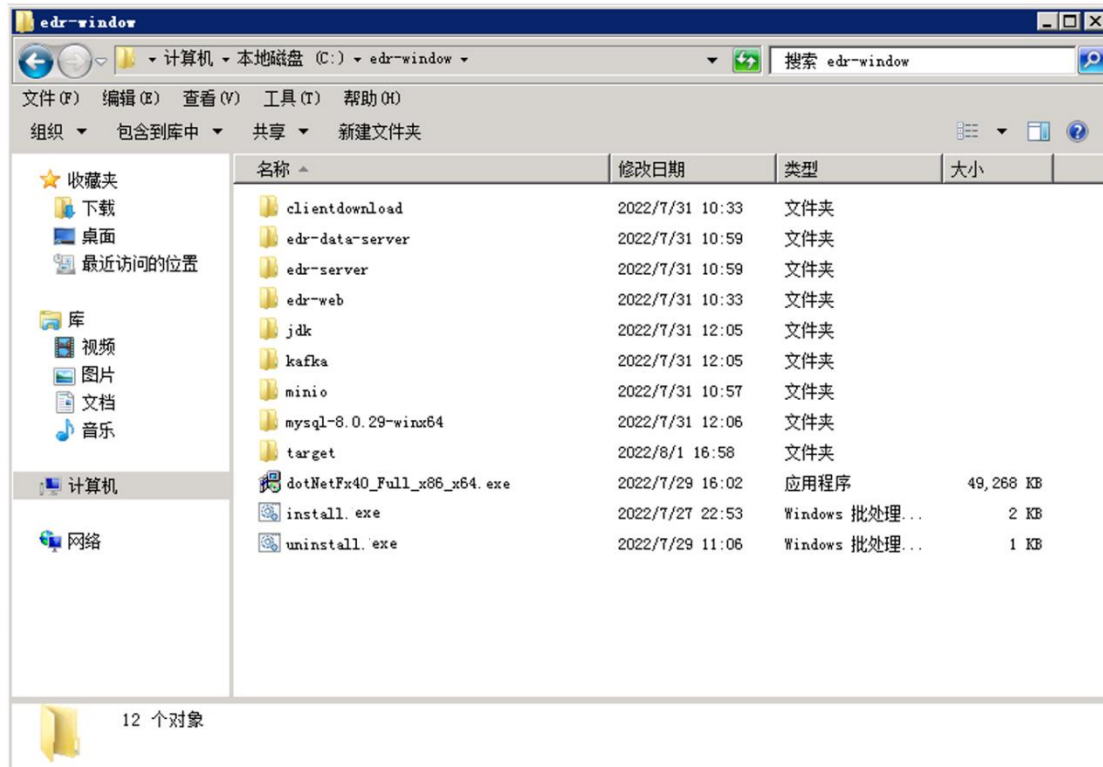 edr-window
计算机 本地磁盘 (C:) edr-window
搜索 edr-window
文件(F) 编辑(E) 查看(V) 工具(T) 帮助(H)
组织 包含到库中 共享 新建文件夹
收藏夹
下载
桌面
最近访问的位置
库
视频
图片
文档
音乐
计算机
网络
名称 修改日期 类型 大小
clientdownload 2022/7/31 10:33 文件夹
edr-data-server 2022/7/31 10:59 文件夹
edr-server 2022/7/31 10:59 文件夹
edr-web 2022/7/31 10:33 文件夹
jdk 2022/7/31 12:05 文件夹
kafka 2022/7/31 12:05 文件夹
minio 2022/7/31 10:57 文件夹
mysql-8.0.29-winx64 2022/7/31 12:06 文件夹
target 2022/8/1 16:58 文件夹
dotNetFx40_Full_x86_x64.exe 2022/7/29 16:02 应用程序 49,268 KB
install.exe 2022/7/27 22:53 Windows 批处理... 2 KB
uninstall.exe 2022/7/29 11:06 Windows 批处理... 1 KB
12 个对象